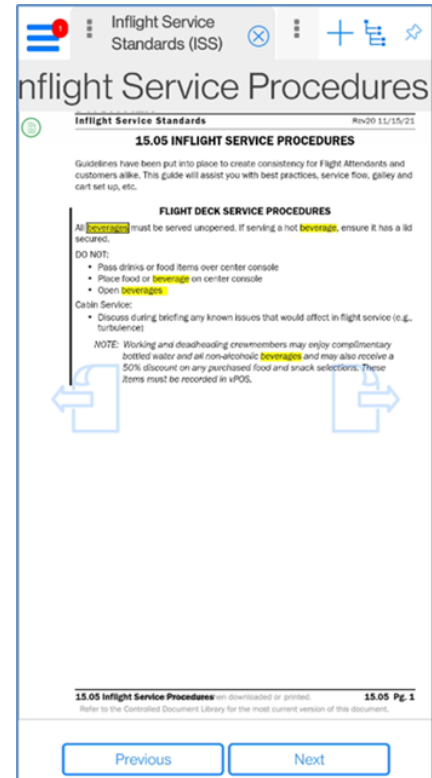 1
Inflight Service
Standards (ISS)
nflight Service Procedures
Inflight Service Standards Rev20 11/15/21
15.05 INFLIGHT SERVICE PROCEDURES
Guidelines have been put into place to create consistency for Flight Attendants and
customers alike. This guide will assist you with best practices, service flow, galley and
cart set up, etc.
FLIGHT DECK SERVICE PROCEDURES
All beverages must be served unopened. If serving a hot beverage, ensure it has a lid
secured.
DO NOT:
• Pass drinks or food items over center console
• Place food or beverage on center console
• Open beverages
Cabin Service:
• Discuss during briefing any known issues that would affect in flight service (e.g.,
turbulence)
NOTE: Working and deadheading crewmembers may enjoy complimentary
bottled water and all non-alcoholic beverages and may also receive a
50% discount on any purchased food and snack selections. These
items must be recorded in vPOS.
15.05 Inflight Service Procedures when downloaded or printed. 15.05 Pg. 1
Refer to the Controlled Document Library for the most current version of this document.
Previous Next